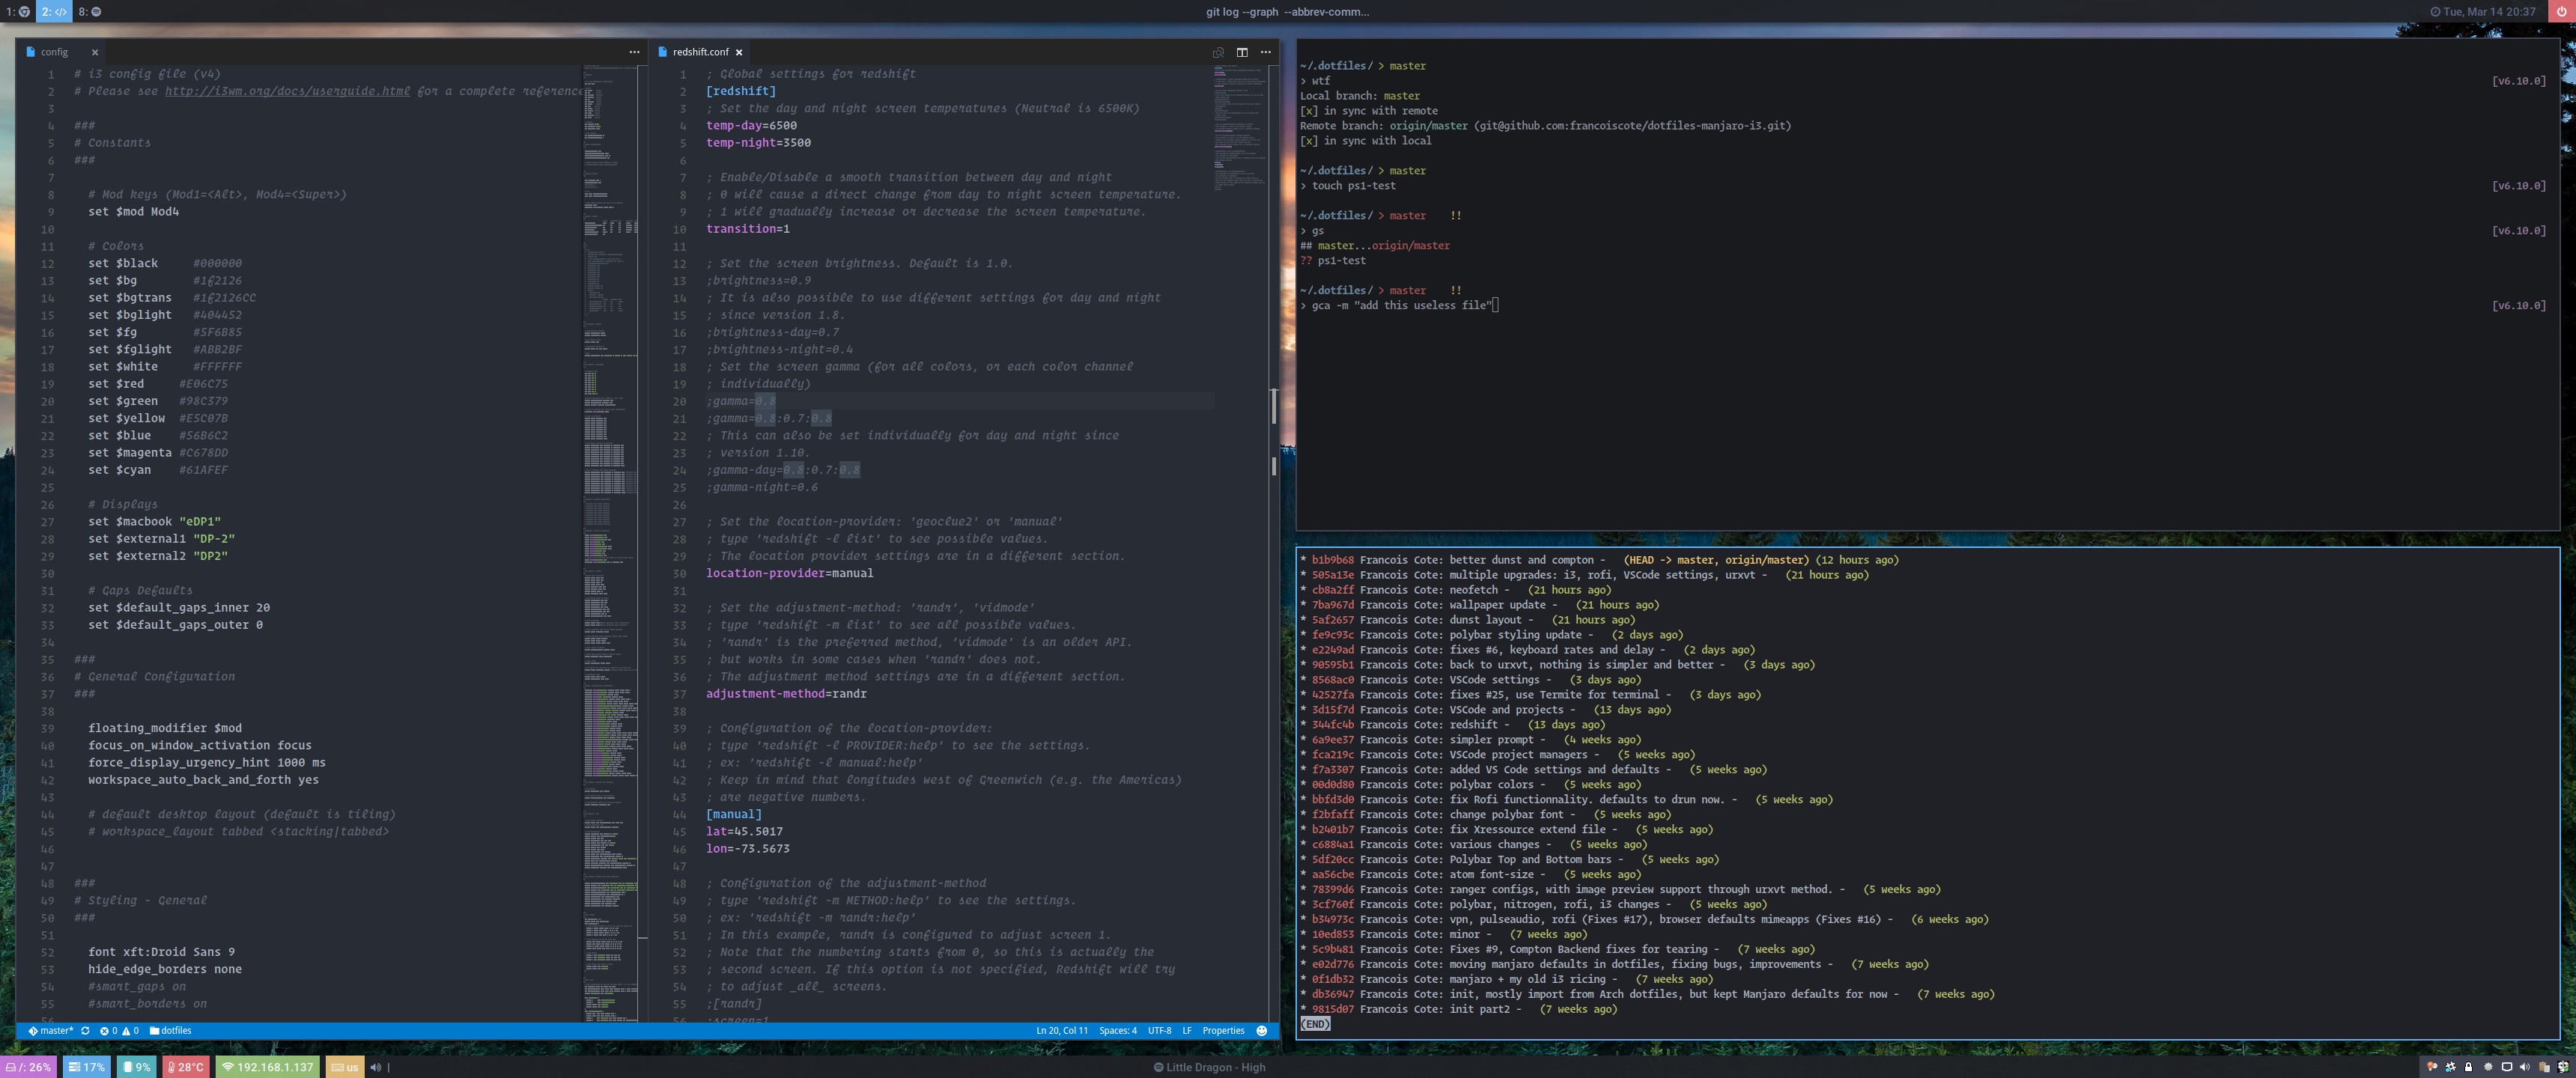 1:
2: </>
8:
git log --graph  --abbrev-comm...
Tue, Mar 14 20:37
config
1 # i3 config file (v4)
2 # Please see http://i3wm.org/docs/userguide.html for a complete reference
3
4 ###
5 # Constants
6 ###
7
8 # Mod keys (Mod1=<Alt>, Mod4=<Super>)
9 set $mod Mod4
10
11 # Colors
12 set $black #000000
13 set $bg #1f2126
14 set $bgtrans #1f2126CC
15 set $bglight #404452
16 set $fg #5F6B85
17 set $fglight #ABB2BF
18 set $white #FFFFFF
19 set $red #E06C75
20 set $green #98C379
21 set $yellow #E5C07B
22 set $blue #56B6C2
23 set $magenta #C678DD
24 set $cyan #61AFEF
25
26 # Displays
27 set $macbook "eDP1"
28 set $external1 "DP-2"
29 set $external2 "DP2"
30
31 # Gaps Defaults
32 set $default_gaps_inner 20
33 set $default_gaps_outer 0
34
35 ###
36 # General Configuration
37 ###
38
39 floating_modifier $mod
40 focus_on_window_activation focus
41 force_display_urgency_hint 1000 ms
42 workspace_auto_back_and_forth yes
43
44 # default desktop layout (default is tiling)
45 # workspace_layout tabbed <stacking|tabbed>
46
47
48 ###
49 # Styling - General
50 ###
51
52 font xft:Droid Sans 9
53 hide_edge_borders none
54 #smart_gaps on
55 #smart_borders on
56
redshift.conf
1 ; Global settings for redshift
2 [redshift]
3 ; Set the day and night screen temperatures (Neutral is 6500K)
4 temp-day=6500
5 temp-night=3500
6
7 ; Enable/Disable a smooth transition between day and night
8 ; 0 will cause a direct change from day to night screen temperature.
9 ; 1 will gradually increase or decrease the screen temperature.
10 transition=1
11
12 ; Set the screen brightness. Default is 1.0.
13 ;brightness=0.9
14 ; It is also possible to use different settings for day and night
15 ; since version 1.8.
16 ;brightness-day=0.7
17 ;brightness-night=0.4
18 ; Set the screen gamma (for all colors, or each color channel
19 ; individually)
20 ;gamma=0.8
21 ;gamma=0.8:0.7:0.8
22 ; This can also be set individually for day and night since
23 ; version 1.10.
24 ;gamma-day=0.8:0.7:0.8
25 ;gamma-night=0.6
26
27 ; Set the location-provider: 'geoclue2' or 'manual'
28 ; type 'redshift -l list' to see possible values.
29 ; The location provider settings are in a different section.
30 location-provider=manual
31
32 ; Set the adjustment-method: 'randr', 'vidmode'
33 ; type 'redshift -m list' to see all possible values.
34 ; 'randr' is the preferred method, 'vidmode' is an older API.
35 ; but works in some cases when 'randr' does not.
36 ; The adjustment method settings are in a different section.
37 adjustment-method=randr
38
39 ; Configuration of the location-provider:
40 ; type 'redshift -l PROVIDER:help' to see the settings.
41 ; ex: 'redshift -l manual:help'
42 ; Keep in mind that longitudes west of Greenwich (e.g. the Americas)
43 ; are negative numbers.
44 [manual]
45 lat=45.5017
46 lon=-73.5673
47
48 ; Configuration of the adjustment-method
49 ; type 'redshift -m METHOD:help' to see the settings.
50 ; ex: 'redshift -m randr:help'
51 ; In this example, randr is configured to adjust screen 1.
52 ; Note that the numbering starts from 0, so this is actually the
53 ; second screen. If this option is not specified, Redshift will try
54 ; to adjust _all_ screens.
55 ;[randr]
56 ;screen=1
master* 0 0 dotfiles
Ln 20, Col 11 Spaces: 4 UTF-8 LF Properties
~/.dotfiles/ > master
> wtf [v6.10.0]
Local branch: master
[x] in sync with remote
Remote branch: origin/master (git@github.com:francoiscote/dotfiles-manjaro-i3.git)
[x] in sync with local
~/.dotfiles/ > master
> touch ps1-test [v6.10.0]
~/.dotfiles/ > master !!
> gs [v6.10.0]
## master...origin/master
?? ps1-test
~/.dotfiles/ > master !!
> gca -m "add this useless file" [v6.10.0]
* b1b9b68 Francois Cote: better dunst and compton - (HEAD -> master, origin/master) (12 hours ago)
* 505a13e Francois Cote: multiple upgrades: i3, rofi, VSCode settings, urxvt - (21 hours ago)
* cb8a2ff Francois Cote: neofetch - (21 hours ago)
* 7ba967d Francois Cote: wallpaper update - (21 hours ago)
* 5af2657 Francois Cote: dunst layout - (21 hours ago)
* fe9c93c Francois Cote: polybar styling update - (2 days ago)
* e2249ad Francois Cote: fixes #6, keyboard rates and delay - (2 days ago)
* 90595b1 Francois Cote: back to urxvt, nothing is simpler and better - (3 days ago)
* 8568ac0 Francois Cote: VSCode settings - (3 days ago)
* 42527fa Francois Cote: fixes #25, use Termite for terminal - (3 days ago)
* 3d15f7d Francois Cote: VSCode and projects - (13 days ago)
* 344fc4b Francois Cote: redshift - (13 days ago)
* 6a9ee37 Francois Cote: simpler prompt - (4 weeks ago)
* fca219c Francois Cote: VSCode project managers - (5 weeks ago)
* f7a3307 Francois Cote: added VS Code settings and defaults - (5 weeks ago)
* 00d0d80 Francois Cote: polybar colors - (5 weeks ago)
* bbfd3d0 Francois Cote: fix Rofi functionnality. defaults to drun now. - (5 weeks ago)
* f2bfaff Francois Cote: change polybar font - (5 weeks ago)
* b2401b7 Francois Cote: fix Xressource extend file - (5 weeks ago)
* c6884a1 Francois Cote: various changes - (5 weeks ago)
* 5df20cc Francois Cote: Polybar Top and Bottom bars - (5 weeks ago)
* aa56cbe Francois Cote: atom font-size - (5 weeks ago)
* 78399d6 Francois Cote: ranger configs, with image preview support through urxvt method. - (5 weeks ago)
* 3cf760f Francois Cote: polybar, nitrogen, rofi, i3 changes - (5 weeks ago)
* b34973c Francois Cote: vpn, pulseaudio, rofi (Fixes #17), browser defaults mimeapps (Fixes #16) - (6 weeks ago)
* 10ed853 Francois Cote: minor - (7 weeks ago)
* 5c9b481 Francois Cote: Fixes #9, Compton Backend fixes for tearing - (7 weeks ago)
* e02d776 Francois Cote: moving manjaro defaults in dotfiles, fixing bugs, improvements - (7 weeks ago)
* 0f1db32 Francois Cote: manjaro + my old i3 ricing - (7 weeks ago)
* db36947 Francois Cote: init, mostly import from Arch dotfiles, but kept Manjaro defaults for now - (7 weeks ago)
* 9815d07 Francois Cote: init part2 - (7 weeks ago)
(END)
/: 26%
17%
9%
28°C
192.168.1.137
us
|
Little Dragon - High